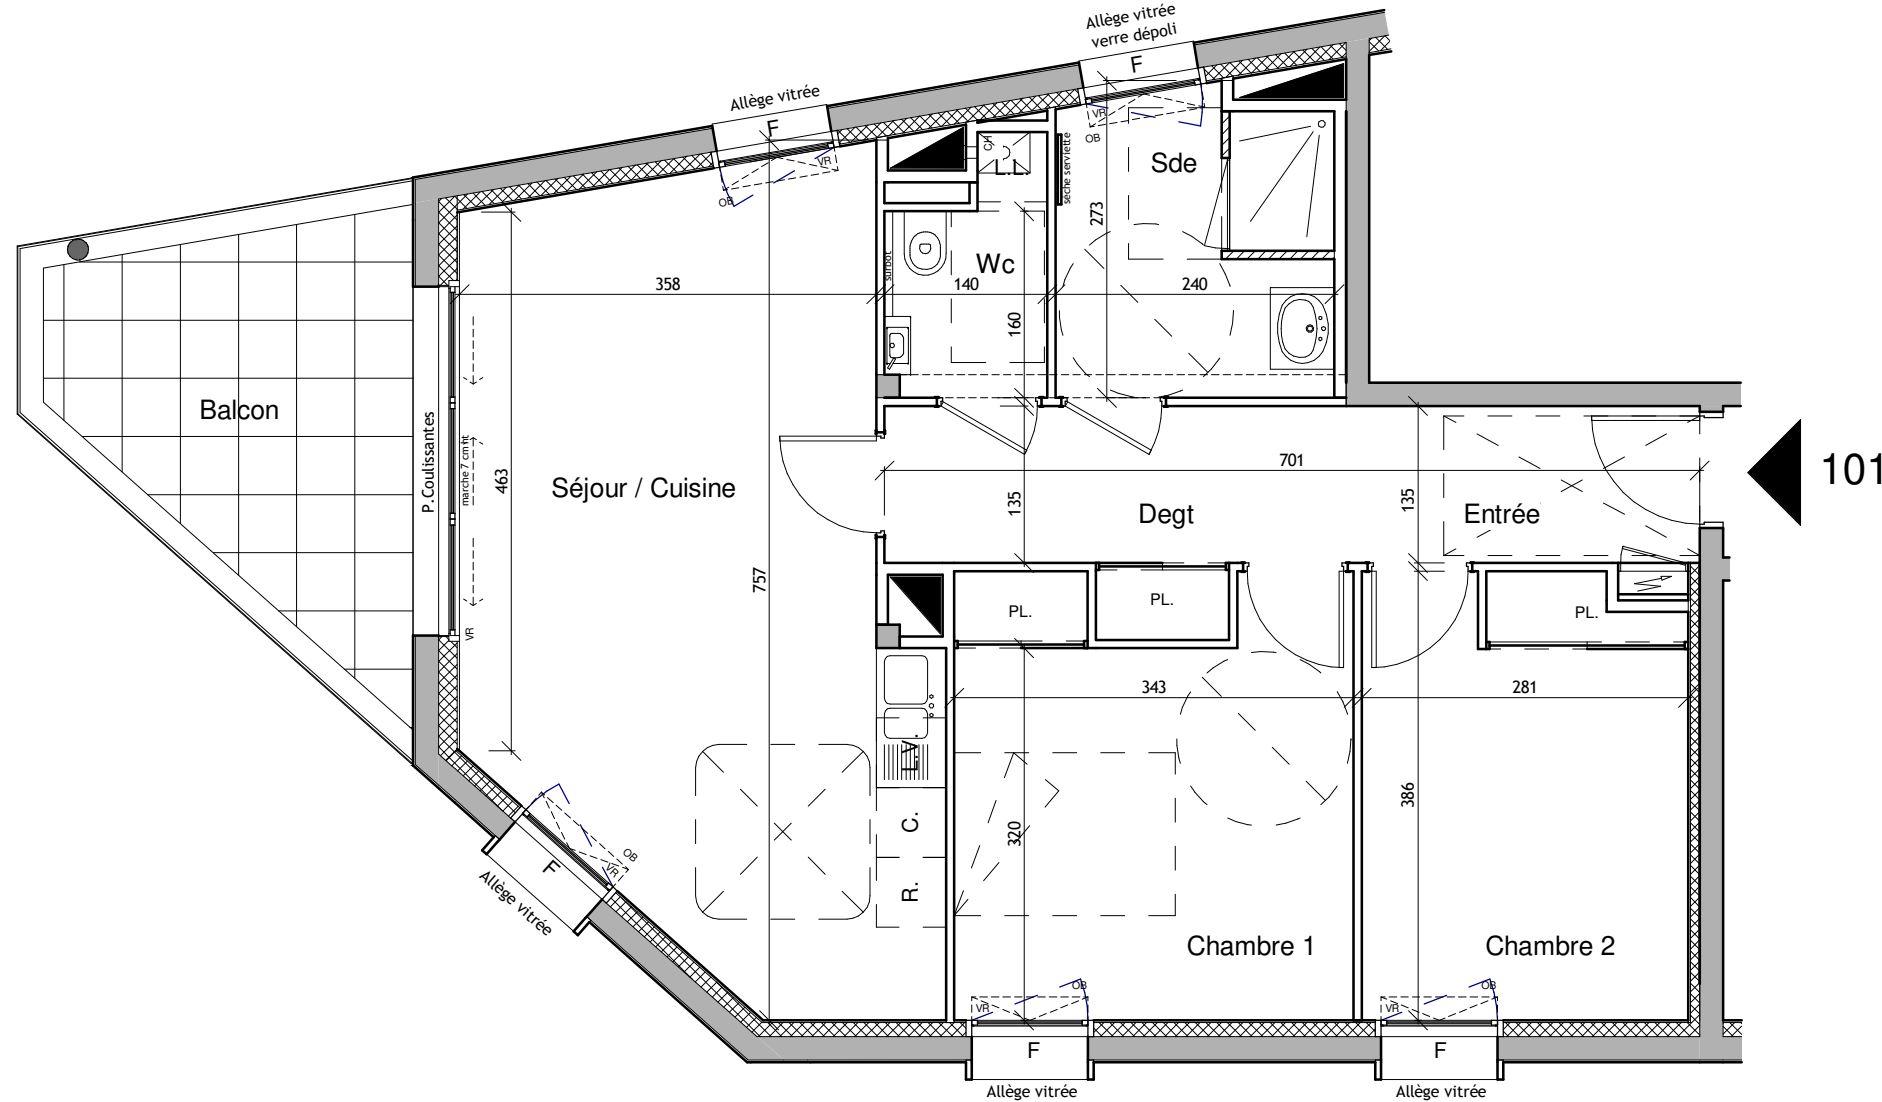 Allège vitrée
verre dépoli
F
Allège vitrée
F
VR
OB
VR
OB
C.H
L.L.
sèche serviette
Sde
273
surbot
Wc
358
140
240
160
Balcon
P.Coulissantes
marche 7 cm ht
463
Séjour / Cuisine
757
VR
701
135
Degt
135
Entrée
101
PL.
PL.
PL.
343
281
L.V.
C.
R.
320
386
OB
VR
F
Allège vitrée
Chambre 1
Chambre 2
VR
OB
F
Allège vitrée
VR
OB
F
Allège vitrée